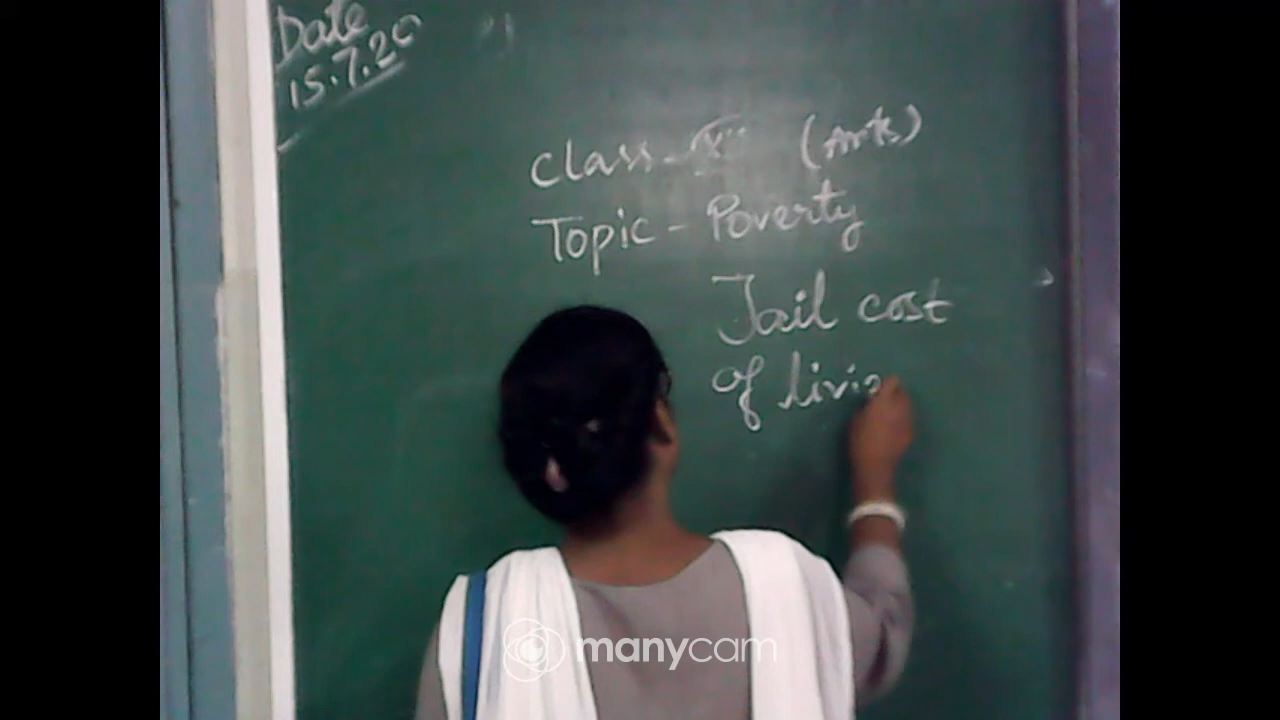 Date
15.7.20
Class - X (Arts)
Topic - Poverty
Jail cost
of livi
manycam